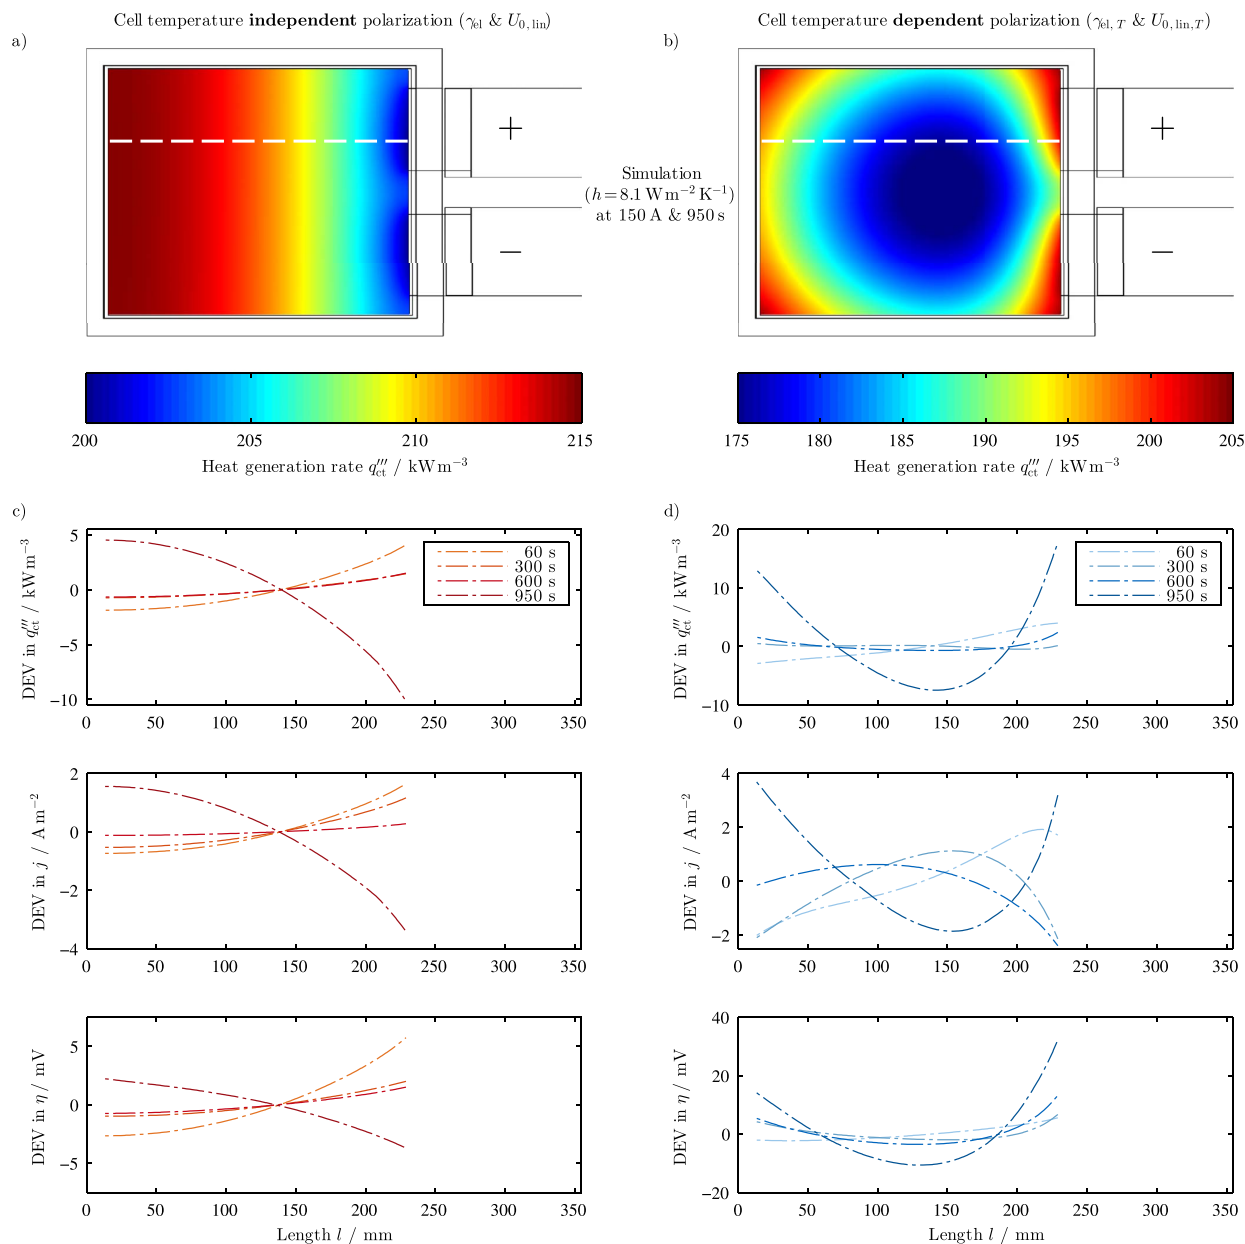 Cell temperature independent polarization (γel & U0, lin)
Cell temperature dependent polarization (γel, T & U0, lin, T)
a)
b)
+
−
Simulation
(h = 8.1 W m−2 K−1)
at 150 A & 950 s
+
−
200 205 210 215
Heat generation rate q‴ct / kW m−3
175 180 185 190 195 200 205
Heat generation rate q‴ct / kW m−3
c)
DEV in q‴ct / kW m−3
5
0
−5
−10
60 s
300 s
600 s
950 s
0 50 100 150 200 250 300 350
DEV in j / A m−2
2
0
−2
−4
0 50 100 150 200 250 300 350
DEV in η / mV
5
0
−5
0 50 100 150 200 250 300 350
Length l / mm
d)
DEV in q‴ct / kW m−3
20
10
0
−10
60 s
300 s
600 s
950 s
0 50 100 150 200 250 300 350
DEV in j / A m−2
4
2
0
−2
0 50 100 150 200 250 300 350
DEV in η / mV
40
20
0
−20
0 50 100 150 200 250 300 350
Length l / mm